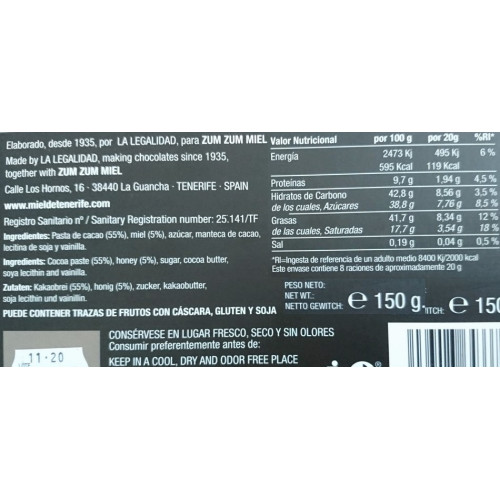 Elaborado, desde 1935, por LA LEGALIDAD, para ZUM ZUM MIEL
Made by LA LEGALIDAD, making chocolates since 1935,
together with ZUM ZUM MIEL
Calle Los Hornos, 16 · 38440 La Guancha · TENERIFE · SPAIN
www.mieldetenerife.com
Registro Sanitario nº / Sanitary Registration number: 25.141/TF
Ingredientes: Pasta de cacao (55%), miel (5%), azúcar, manteca de cacao,
lecitina de soja y vainilla.
Ingredients: Cocoa paste (55%), honey (5%), sugar, cocoa butter,
soya lecithin and vanilla.
Zutaten: Kakaobrei (55%), honig (5%), zucker, kakaobutter,
soja lecithin und vainillin.
PUEDE CONTENER TRAZAS DE FRUTOS CON CÁSCARA, GLUTEN Y SOJA
Valor Nutricional por 100 g por 20g %RI*
Energía 2473 Kj 495 Kj 6 %
595 Kcal 119 Kcal
Proteínas 9,7 g 1,94 g 4,5 %
Hidratos de Carbono 42,8 g 8,56 g 3,5 %
de los cuales, Azúcares 38,8 g 7,76 g 8,5 %
Grasas 41,7 g 8,34 g 12 %
de las cuales, Saturadas 17,7 g 3,54 g 18 %
Sal 0,19 g 0,04 g 0,5 %
*RI=Ingesta de referencia de un adulto medio 8400 Kj/2000 kcal
Este envase contiene 8 raciones de aproximadamente 20 g
PESO NETO:
NET WT.:
NETTO GEWITCH: e 150 g. ITCH: e 150
CONSÉRVESE EN LUGAR FRESCO, SECO Y SIN OLORES
Consumir preferentemente antes de:
KEEP IN A COOL, DRY AND ODOR FREE PLACE
11-20